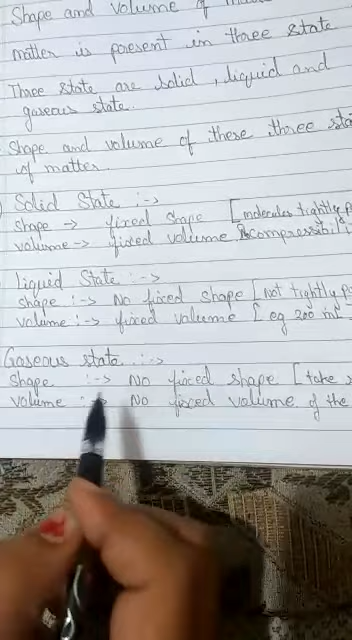 Shape and volume of
matter is present in three state
Three state are solid, liquid and
gaseous state.
Shape and volume of these three
of matter.
Solid State :->
shape -> fixed shape [molecules tightly
volume -> fixed volume,
liquid State :->
shape :-> No fixed shape [Not tightly
volume :-> fixed volume [eg 200 mL
Gaseous state :->
shape :-> No fixed shape [take
volume : No fixed volume of the